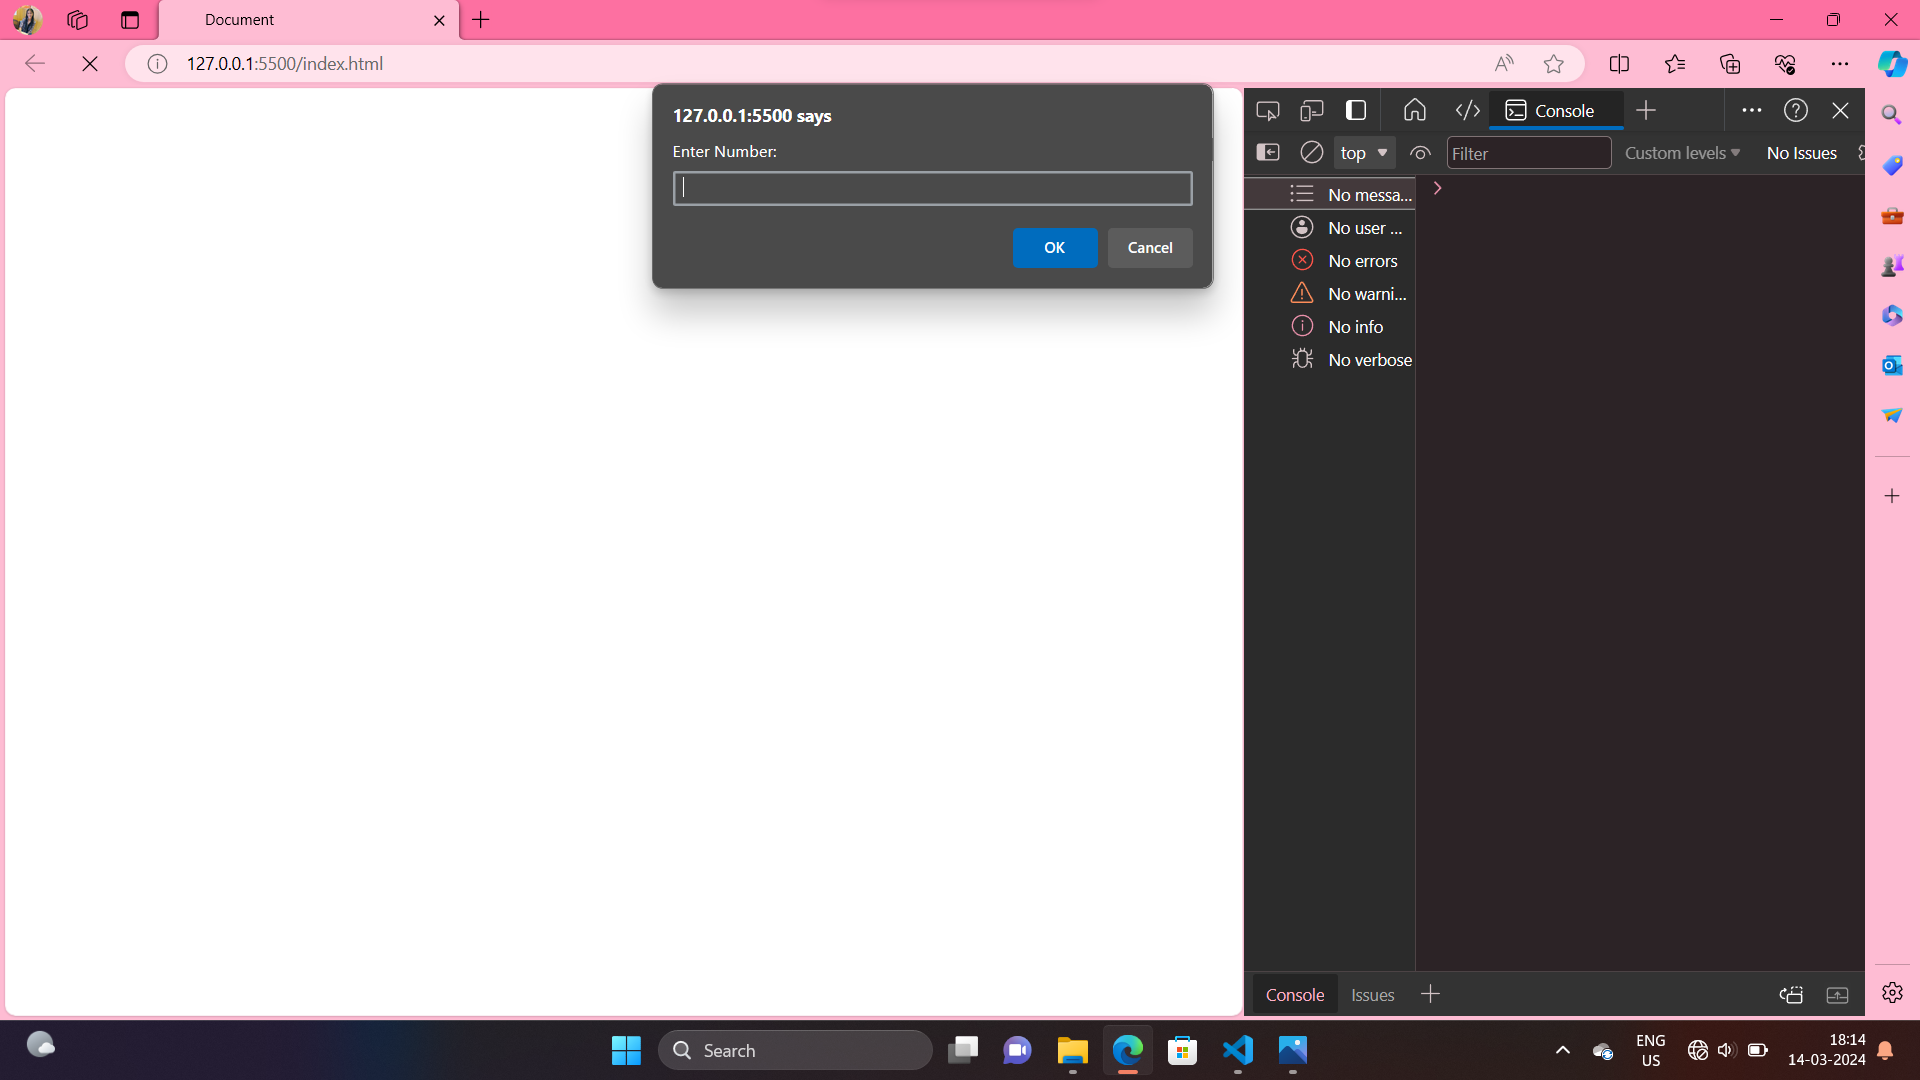 Document
127.0.0.1:5500/index.html
127.0.0.1:5500 says
Enter Number:
OK
Cancel
Console
top
Filter
Custom levels
No Issues
No messa...
No user ...
No errors
No warni...
No info
No verbose
Console
Issues
Search
ENG
US
18:14
14-03-2024